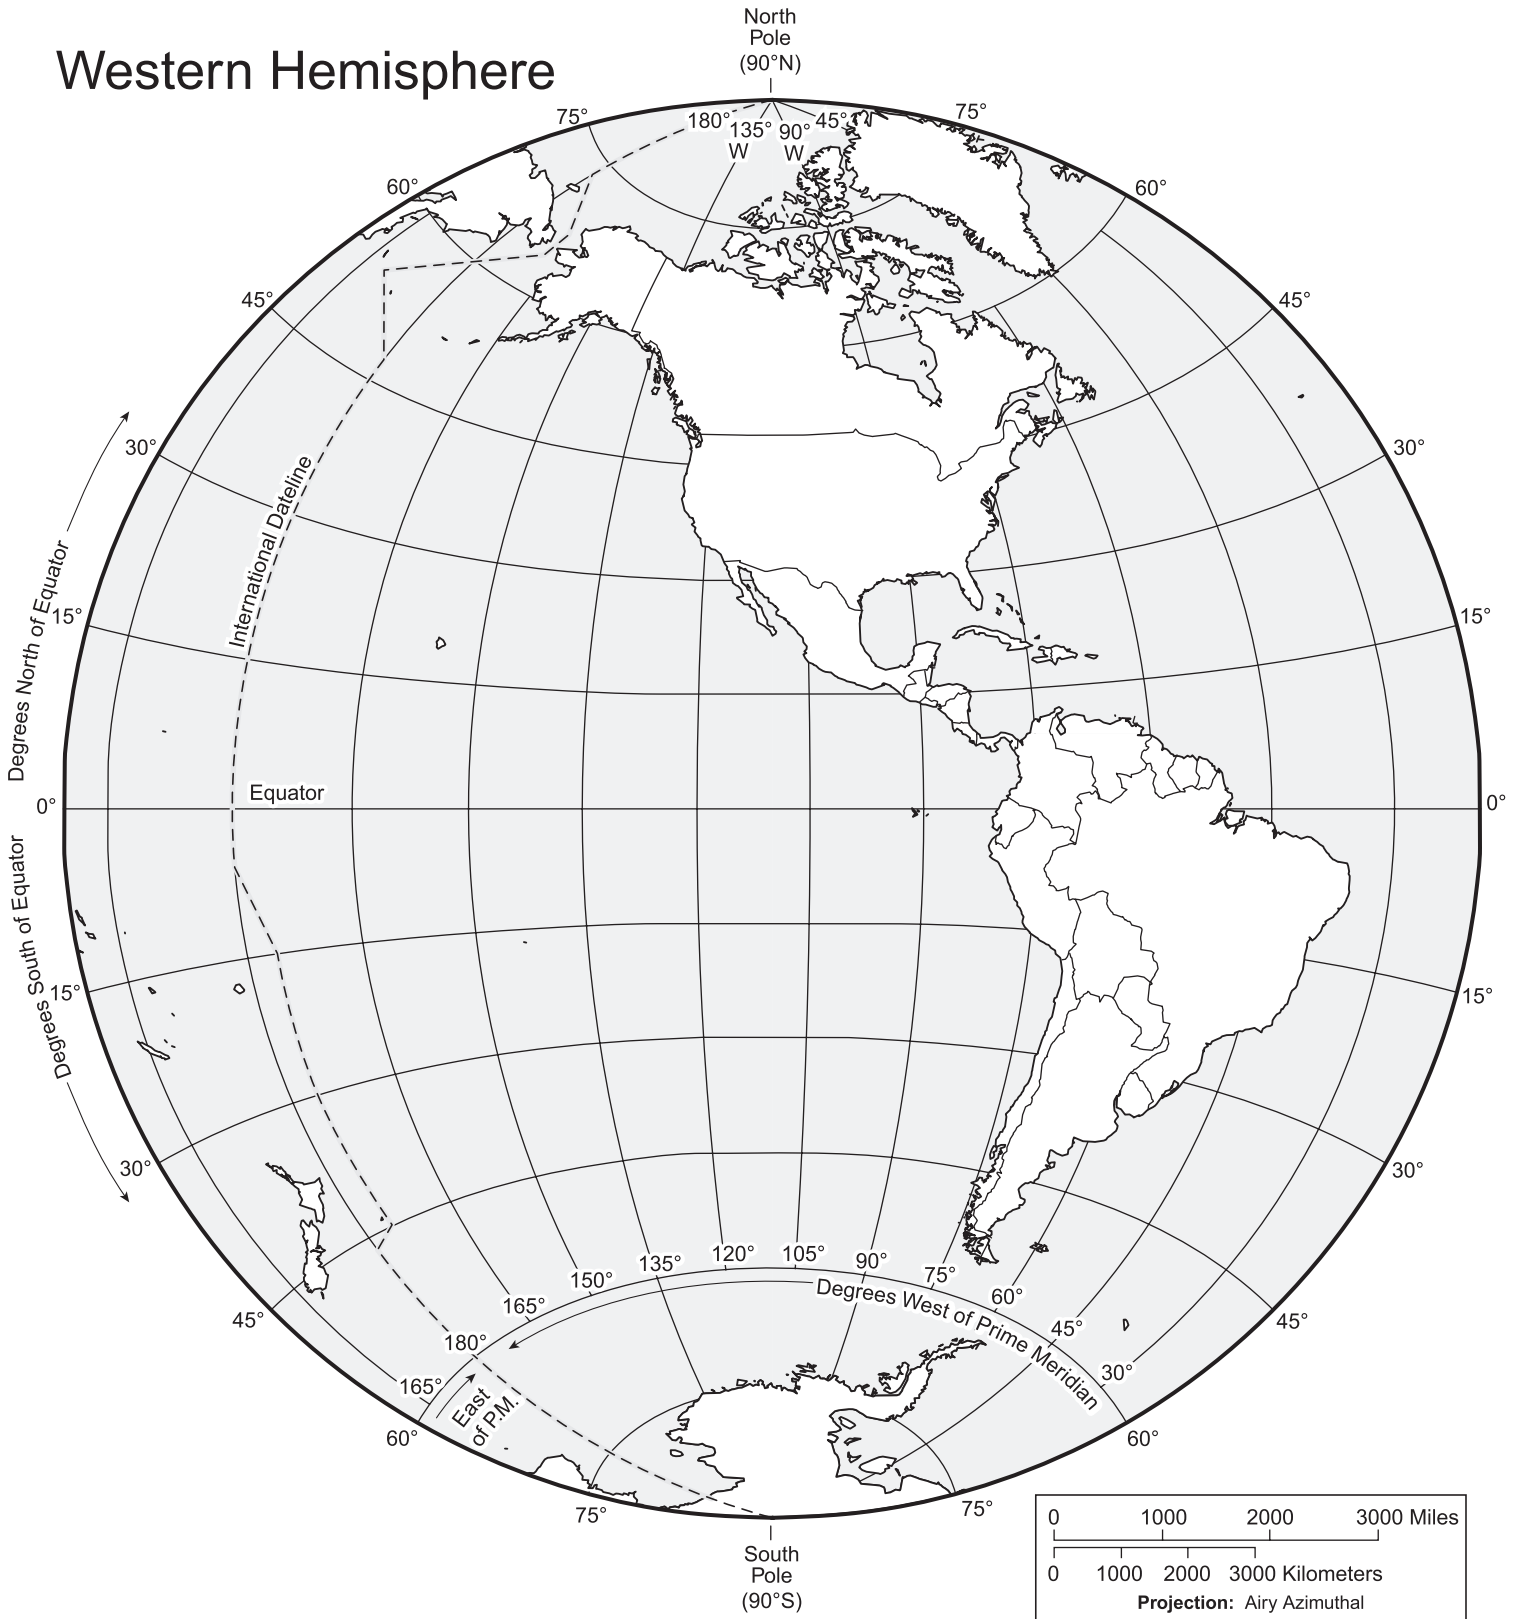 North
Pole
(90°N)
Western Hemisphere
75°
180°
135°
W
90°
W
45°
75°
60°
60°
45°
45°
30°
30°
International Dateline
Degrees North of Equator
15°
15°
Equator
0°
0°
Degrees South of Equator
15°
15°
30°
30°
45°
45°
60°
60°
75°
75°
165°
180°
165°
150°
135°
120°
105°
90°
75°
60°
45°
30°
Degrees West of Prime Meridian
East
of P.M.
South
Pole
(90°S)
0 1000 2000 3000 Miles
0 1000 2000 3000 Kilometers
Projection: Airy Azimuthal